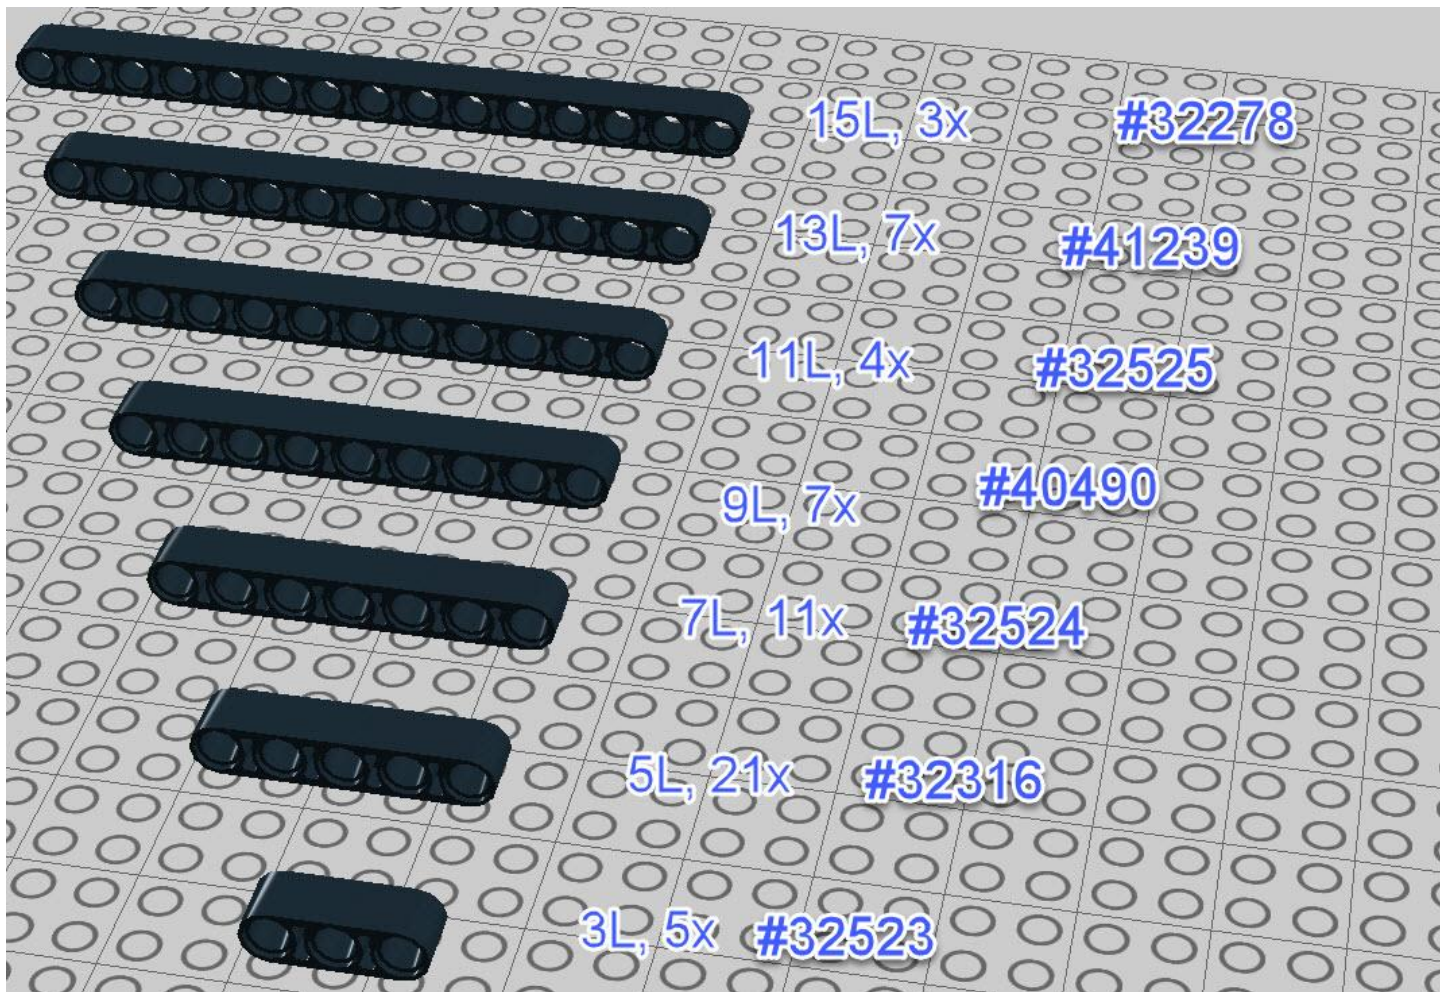 15L, 3x #32278
13L, 7x #41239
11L, 4x #32525
9L, 7x #40490
7L, 11x #32524
5L, 21x #32316
3L, 5x #32523